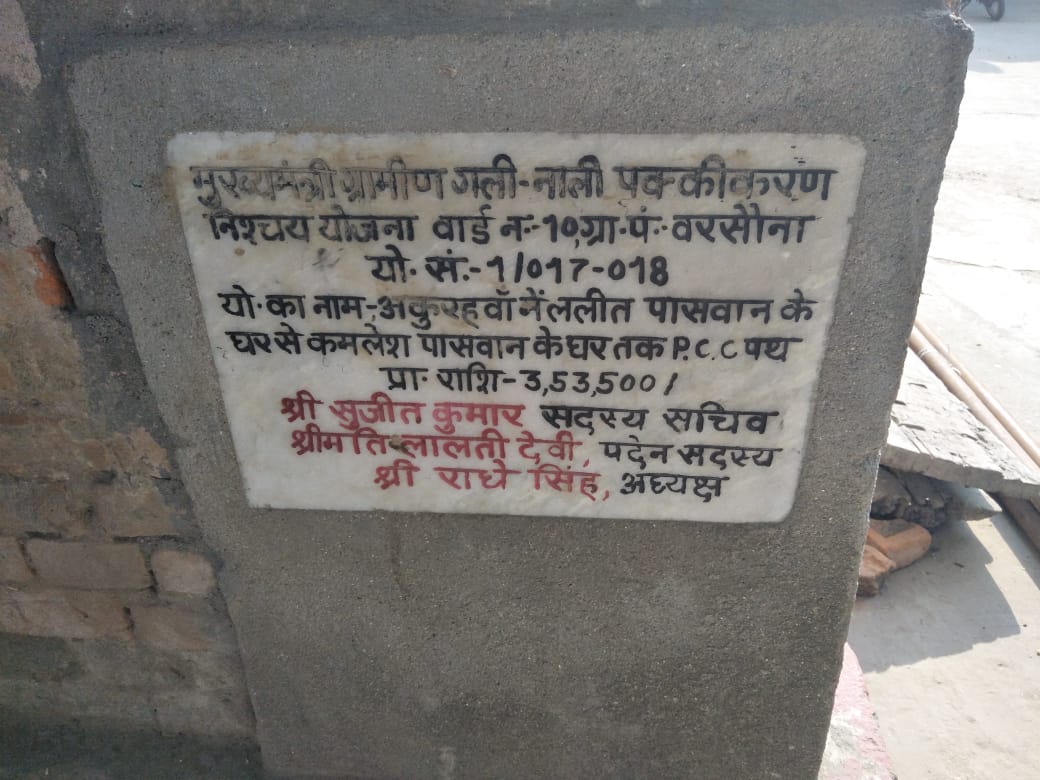 मुख्यमंत्री ग्रामीण गली-नाली पक्कीकरण
निश्चय योजना वार्ड न.-10,ग्रा.पं.-वरसोना
यो. सं.-1/017-018
यो.का नाम-अकुरहवाँ नें ललीत पासवान के
घर से कमलेश पासवान के घर तक P.C.C पथ
प्रा. राशि-3,53,500/
श्री सुजीत कुमार सदस्य सचिव
श्रीमति-लालती देवी, पदेन सदस्य
श्री राधे सिंह, अध्यक्ष